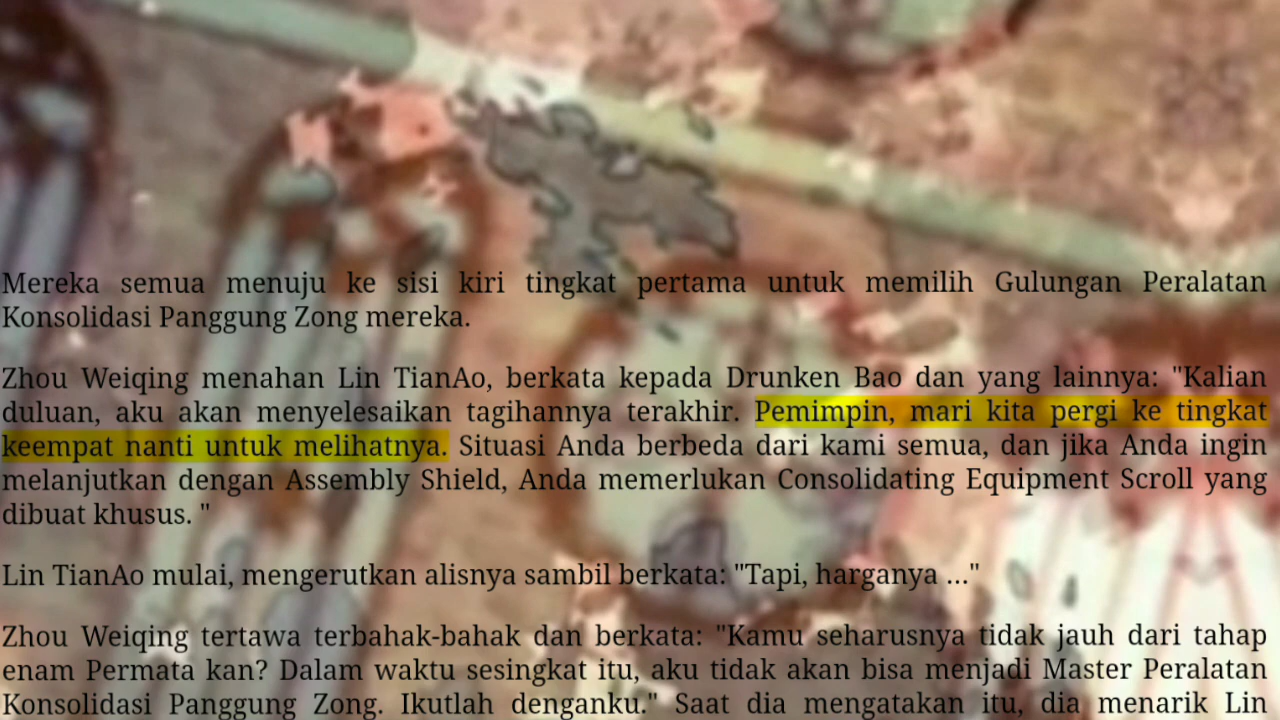 Mereka semua menuju ke sisi kiri tingkat pertama untuk memilih Gulungan Peralatan
Konsolidasi Panggung Zong mereka.
Zhou Weiqing menahan Lin TianAo, berkata kepada Drunken Bao dan yang lainnya: "Kalian
duluan, aku akan menyelesaikan tagihannya terakhir. Pemimpin, mari kita pergi ke tingkat
keempat nanti untuk melihatnya. Situasi Anda berbeda dari kami semua, dan jika Anda ingin
melanjutkan dengan Assembly Shield, Anda memerlukan Consolidating Equipment Scroll yang
dibuat khusus. "
Lin TianAo mulai, mengerutkan alisnya sambil berkata: "Tapi, harganya ..."
Zhou Weiqing tertawa terbahak-bahak dan berkata: "Kamu seharusnya tidak jauh dari tahap
enam Permata kan? Dalam waktu sesingkat itu, aku tidak akan bisa menjadi Master Peralatan
Konsolidasi Panggung Zong. Ikutlah denganku." Saat dia mengatakan itu, dia menarik Lin